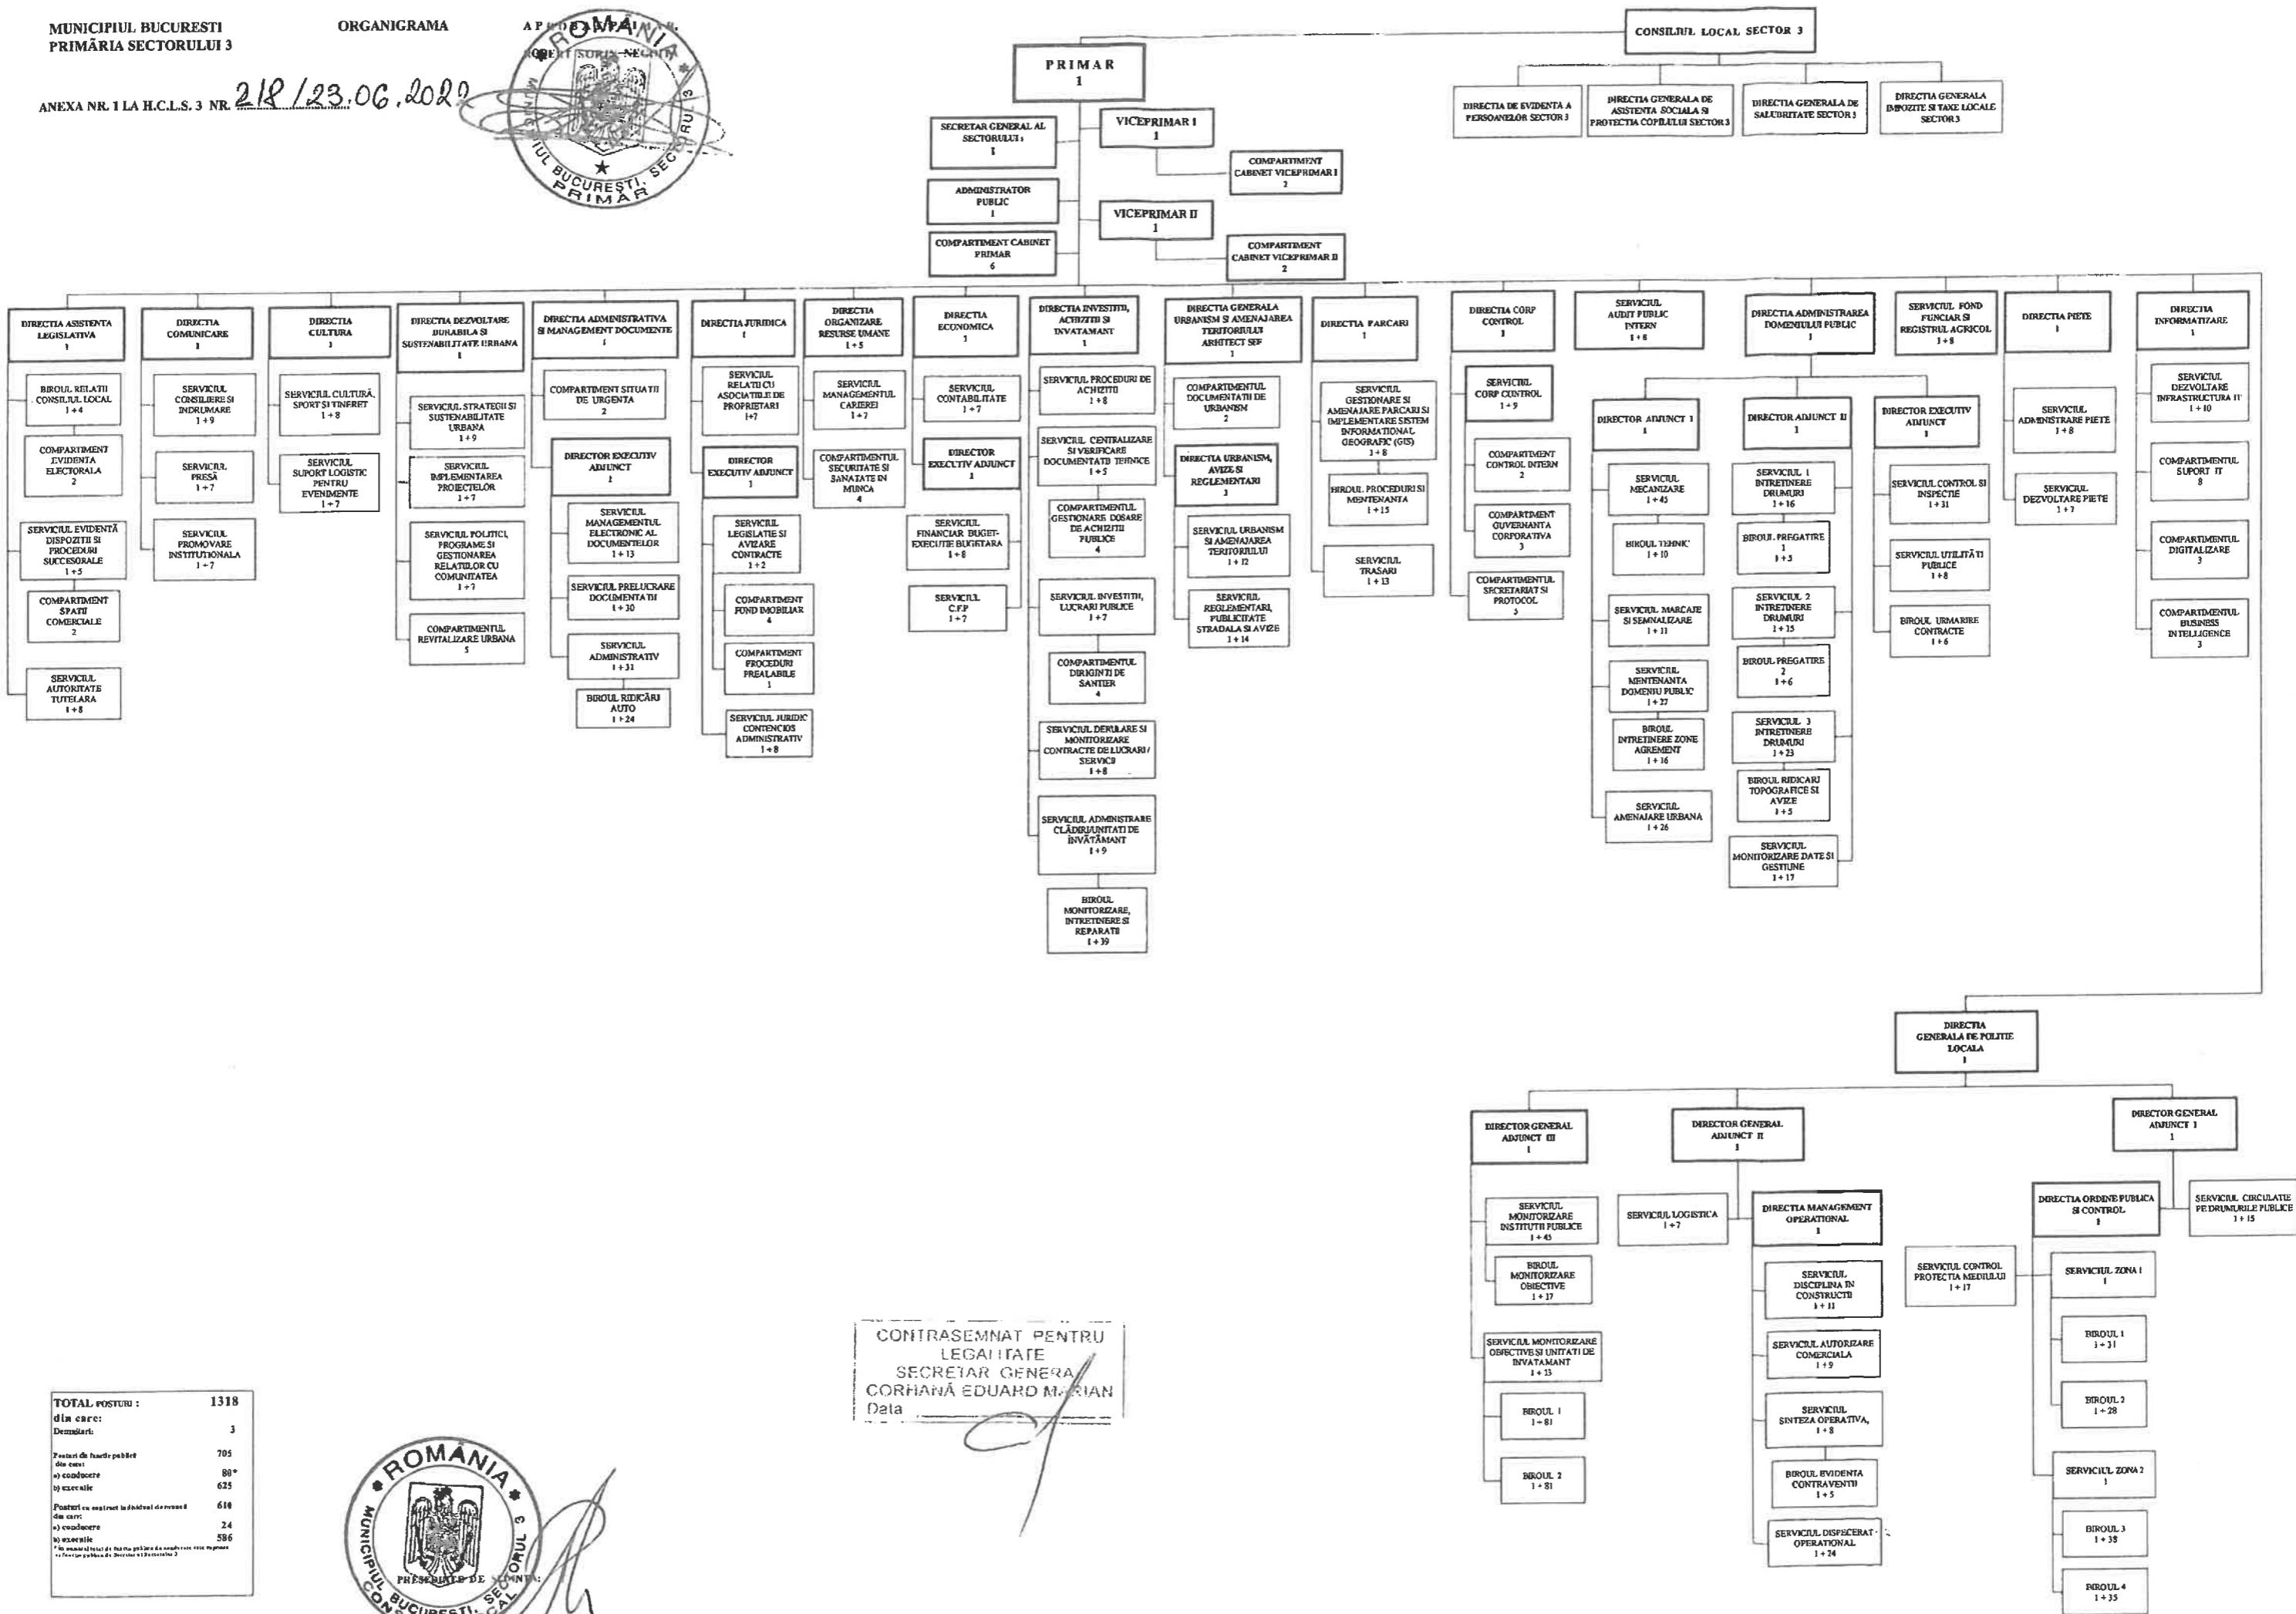 MUNICIPIUL BUCURESTI
PRIMĂRIA SECTORULUI 3
ORGANIGRAMA
ANEXA NR. 1 LA H.C.L.S. 3 NR. 218/23.06.2022
ROMÂNIA
BUCUREȘTI, SECTORUL 3
PRIMAR
CONSILIUL LOCAL SECTOR 3
DIRECTIA DE EVIDENTA A
PERSOANELOR SECTOR 3
DIRECTIA GENERALA DE
ASISTENTA SOCIALA SI
PROTECTIA COPILULUI SECTOR 3
DIRECTIA GENERALA DE
SALUBRITATE SECTOR 3
DIRECTIA GENERALA
IMPOZITE SI TAXE LOCALE
SECTOR 3
PRIMAR
1
SECRETAR GENERAL AL
SECTORULUI
1
ADMINISTRATOR
PUBLIC
1
COMPARTIMENT CABINET
PRIMAR
6
VICEPRIMAR I
1
COMPARTIMENT
CABINET VICEPRIMAR I
2
VICEPRIMAR II
1
COMPARTIMENT
CABINET VICEPRIMAR II
2
DIRECTIA ASISTENTA
LEGISLATIVA
1
BIROUL RELATII
CONSILIUL LOCAL
1 + 4
COMPARTIMENT
EVIDENTA
ELECTORALA
2
SERVICIUL EVIDENTĂ
DISPOZITII SI
PROCEDURI
SUCCESORALE
1 + 5
COMPARTIMENT
SPATII
COMERCIALE
2
SERVICIUL
AUTORITATE
TUTELARA
1 + 8
DIRECTIA
COMUNICARE
1
SERVICIUL
CONSILIERE SI
INDRUMARE
1 + 9
SERVICIUL
PRESĂ
1 + 7
SERVICIUL
PROMOVARE
INSTITUTIONALA
1 + 7
DIRECTIA
CULTURA
1
SERVICIUL CULTURĂ,
SPORT SI TINERET
1 + 8
SERVICIUL
SUPORT LOGISTIC
PENTRU
EVENIMENTE
1 + 7
DIRECTIA DEZVOLTARE
DURABILA SI
SUSTENABILITATE URBANA
1
SERVICIUL STRATEGII SI
SUSTENABILITATE
URBANA
1 + 9
SERVICIUL
IMPLEMENTAREA
PROIECTELOR
1 + 7
SERVICIUL POLITICI,
PROGRAME SI
GESTIONAREA
RELATIILOR CU
COMUNITATEA
1 + 7
COMPARTIMENTUL
REVITALIZARE URBANA
5
DIRECTIA ADMINISTRATIVA
SI MANAGEMENT DOCUMENTE
1
COMPARTIMENT SITUATII
DE URGENTA
2
DIRECTOR EXECUTIV
ADJUNCT
1
SERVICIUL
MANAGEMENTUL
ELECTRONIC AL
DOCUMENTELOR
1 + 13
SERVICIUL PRELUCRARE
DOCUMENTATII
1 + 30
SERVICIUL
ADMINISTRATIV
1 + 31
BIROUL RIDICĂRI
AUTO
1 + 24
DIRECTIA JURIDICA
1
SERVICIUL
RELATII CU
ASOCIATIILE DE
PROPRIETARI
1+7
DIRECTOR
EXECUTIV ADJUNCT
1
SERVICIUL
LEGISLATIE SI
AVIZARE
CONTRACTE
1 + 2
COMPARTIMENT
FOND IMOBILIAR
4
COMPARTIMENT
PROCEDURI
PREALABILE
1
SERVICIUL JURIDIC
CONTENCIOS
ADMINISTRATIV
1 + 8
DIRECTIA
ORGANIZARE
RESURSE UMANE
1 + 5
SERVICIUL
MANAGEMENTUL
CARIEREI
1 + 7
COMPARTIMENTUL
SECURITATE SI
SANATATE IN
MUNCA
4
DIRECTIA
ECONOMICA
1
SERVICIUL
CONTABILITATE
1 + 7
DIRECTOR
EXECUTIV ADJUNCT
1
SERVICIUL
FINANCIAR BUGET-
EXECUTIE BUGETARA
1 + 8
SERVICIUL
C.F.P
1 + 7
DIRECTIA INVESTITII,
ACHIZITII SI
INVATAMANT
1
SERVICIUL PROCEDURI DE
ACHIZITII
1 + 8
SERVICIUL CENTRALIZARE
SI VERIFICARE
DOCUMENTATII TEHNICE
1 + 5
COMPARTIMENTUL
GESTIONARE DOSARE
DE ACHIZITII
PUBLICE
4
SERVICIUL INVESTITII,
LUCRARI PUBLICE
1 + 7
COMPARTIMENTUL
DIRIGINTI DE
SANTIER
4
SERVICIUL DERULARE SI
MONITORIZARE
CONTRACTE DE LUCRARI /
SERVICII
1 + 8
SERVICIUL ADMINISTRARE
CLĂDIRI/UNITATI DE
ÎNVĂTĂMANT
1 + 9
BIROUL
MONITORIZARE,
INTRETINERE SI
REPARATII
1 + 39
DIRECTIA GENERALA
URBANISM SI AMENAJAREA
TERITORIULUI
ARHITECT SEF
1
COMPARTIMENTUL
DOCUMENTATII DE
URBANISM
2
DIRECTIA URBANISM,
AVIZE SI
REGLEMENTARI
1
SERVICIUL URBANISM
SI AMENAJAREA
TERITORIULUI
1 + 12
SERVICIUL
REGLEMENTARI,
PUBLICITATE
STRADALA SI AVIZE
1 + 14
DIRECTIA PARCARI
1
SERVICIUL
GESTIONARE SI
AMENAJARE PARCARI SI
IMPLEMENTARE SISTEM
INFORMATIONAL
GEOGRAFIC (GIS)
1 + 8
BIROUL PROCEDURI SI
MENTENANTA
1 + 15
SERVICIUL
TRASARI
1 + 13
DIRECTIA CORP
CONTROL
1
SERVICIUL
CORP CONTROL
1 + 9
COMPARTIMENT
CONTROL INTERN
2
COMPARTIMENT
GUVERNANTA
CORPORATIVA
3
COMPARTIMENTUL
SECRETARIAT SI
PROTOCOL
5
SERVICIUL
AUDIT PUBLIC
INTERN
1 + 8
DIRECTIA ADMINISTRAREA
DOMENIULUI PUBLIC
1
DIRECTOR ADJUNCT I
1
SERVICIUL
MECANIZARE
1 + 45
BIROUL TEHNIC
1 + 10
SERVICIUL MARCAJE
SI SEMNALIZARE
1 + 11
SERVICIUL
MENTENANTA
DOMENIU PUBLIC
1 + 27
BIROUL
INTRETINERE ZONE
AGREMENT
1 + 16
SERVICIUL
AMENAJARE URBANA
1 + 26
DIRECTOR ADJUNCT II
1
SERVICIUL 1
INTRETINERE
DRUMURI
1 + 16
BIROUL PREGATIRE
1
1 + 5
SERVICIUL 2
INTRETINERE
DRUMURI
1 + 15
BIROUL PREGATIRE
2
1 + 6
SERVICIUL 3
INTRETINERE
DRUMURI
1 + 23
BIROUL RIDICARI
TOPOGRAFICE SI
AVIZE
1 + 5
SERVICIUL
MONITORIZARE DATE SI
GESTIUNE
1 + 17
DIRECTOR EXECUTIV
ADJUNCT
1
SERVICIUL CONTROL SI
INSPECTIE
1 + 31
SERVICIUL UTILITĂTI
PUBLICE
1 + 8
BIROUL URMARIRE
CONTRACTE
1 + 6
SERVICIUL FOND
FUNCIAR SI
REGISTRUL AGRICOL
1 + 8
DIRECTIA PIETE
1
SERVICIUL
ADMINISTRARE PIETE
1 + 8
SERVICIUL
DEZVOLTARE PIETE
1 + 7
DIRECTIA
INFORMATIZARE
1
SERVICIUL
DEZVOLTARE
INFRASTRUCTURA IT
1 + 10
COMPARTIMENTUL
SUPORT IT
8
COMPARTIMENTUL
DIGITALIZARE
3
COMPARTIMENTUL
BUSINESS
INTELLIGENCE
3
DIRECTIA
GENERALA DE POLITIE
LOCALA
1
DIRECTOR GENERAL
ADJUNCT III
1
SERVICIUL
MONITORIZARE
INSTITUTII PUBLICE
1 + 45
BIROUL
MONITORIZARE
OBIECTIVE
1 + 17
SERVICIUL MONITORIZARE
OBIECTIVE SI UNITATI DE
INVATAMANT
1 + 13
BIROUL 1
1 + 81
BIROUL 2
1 + 81
DIRECTOR GENERAL
ADJUNCT II
1
SERVICIUL LOGISTICA
1 + 7
DIRECTIA MANAGEMENT
OPERATIONAL
1
SERVICIUL
DISCIPLINA IN
CONSTRUCTII
1 + 11
SERVICIUL AUTORIZARE
COMERCIALA
1 + 9
SERVICIUL
SINTEZA OPERATIVA,
1 + 8
BIROUL EVIDENTA
CONTRAVENTII
1 + 5
SERVICIUL DISPECERAT -
OPERATIONAL
1 + 24
DIRECTOR GENERAL
ADJUNCT I
1
DIRECTIA ORDINE PUBLICA
SI CONTROL
1
SERVICIUL CIRCULATIE
PE DRUMURILE PUBLICE
1 + 15
SERVICIUL CONTROL
PROTECTIA MEDIULUI
1 + 17
SERVICIUL ZONA 1
1
BIROUL 1
1 + 31
BIROUL 2
1 + 28
SERVICIUL ZONA 2
1
BIROUL 3
1 + 38
BIROUL 4
1 + 35
CONTRASEMNAT PENTRU
LEGALITATE
SECRETAR GENERAL
CORHANĂ EDUARD MARIAN
Data
TOTAL POSTURI : 1318
din care:
Demnitari: 3
Posturi de functie publice 705
din care:
a) conducere 80*
b) executie 625
Posturi cu contract individual de munca 610
din care:
a) conducere 24
b) executie 586
ROMÂNIA
MUNICIPIUL BUCUREȘTI, SECTORUL 3
PRESEDINTE DE SEDINTA: